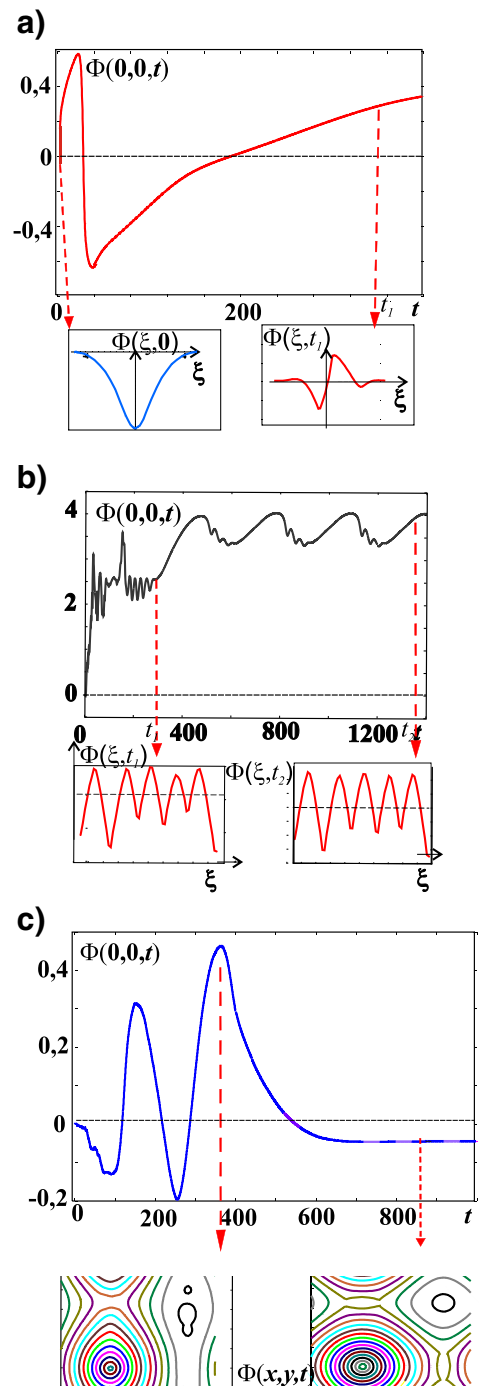 a)
Φ(0,0,t)
0,4
0
-0,4
0 200 t₁ t
Φ(ξ,0)
ξ
Φ(ξ,t₁)
ξ
b)
Φ(0,0,t)
4
2
0
0 t₁ 400 800 1200 t₂ t
Φ(ξ,t₁)
ξ
Φ(ξ,t₂)
ξ
c)
Φ(0,0,t)
0,4
0,2
0
-0,2
0 200 400 600 800 t
Φ(x,y,t)